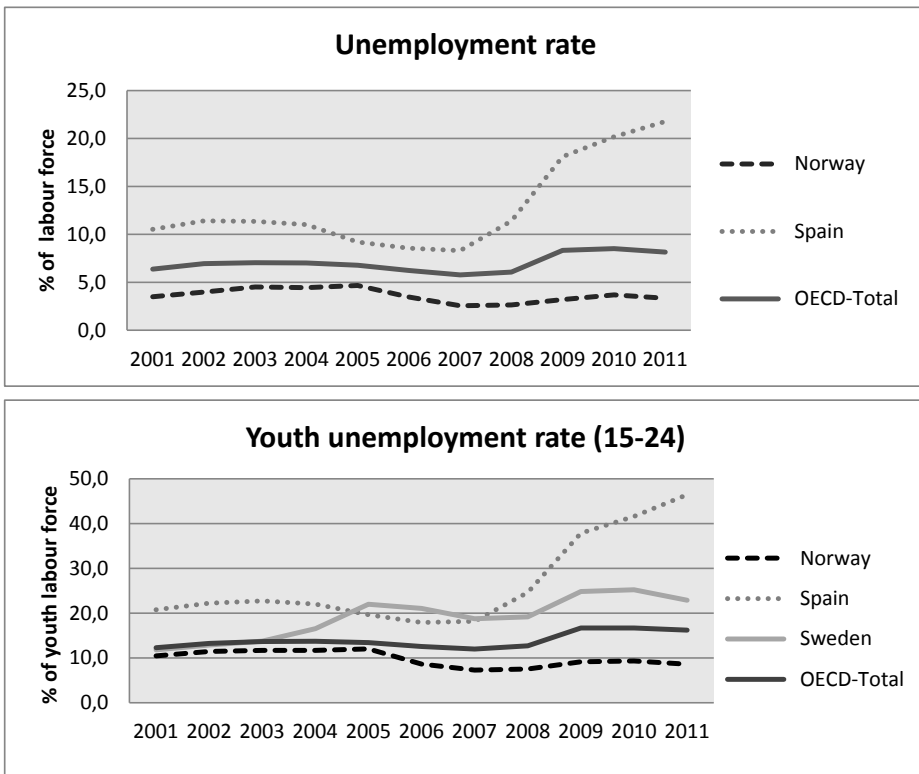 Unemployment rate
% of labour force
25,0
20,0
15,0
10,0
5,0
0,0
2001 2002 2003 2004 2005 2006 2007 2008 2009 2010 2011
Norway
Spain
OECD-Total
Youth unemployment rate (15-24)
% of youth labour force
50,0
40,0
30,0
20,0
10,0
0,0
2001 2002 2003 2004 2005 2006 2007 2008 2009 2010 2011
Norway
Spain
Sweden
OECD-Total